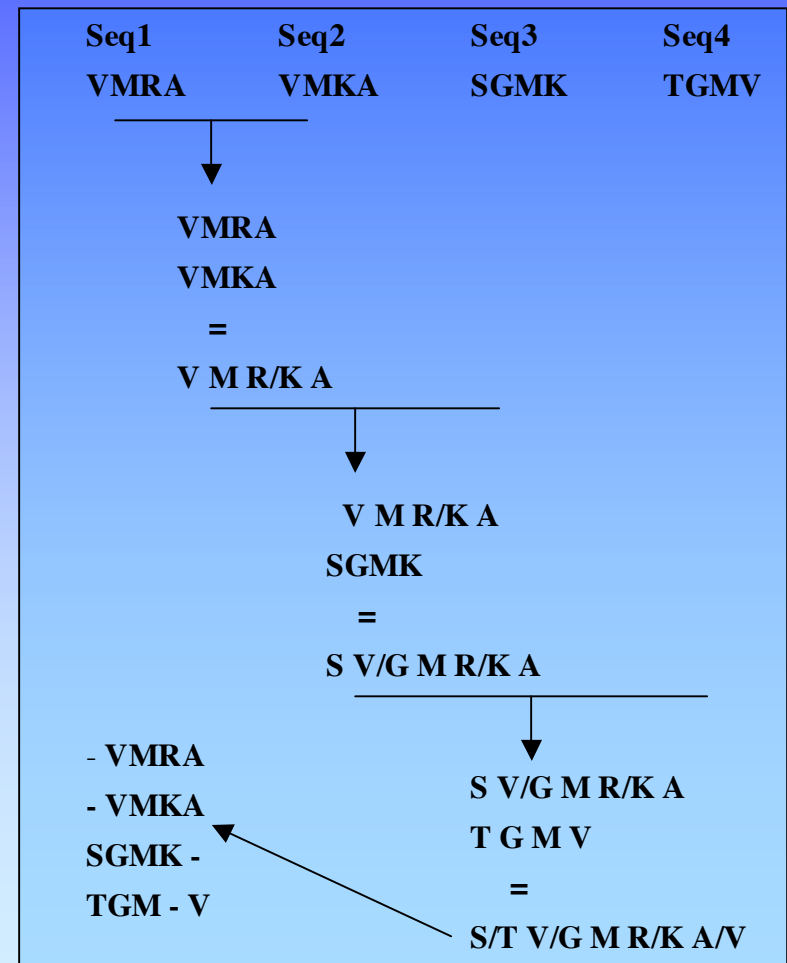 Seq1 Seq2 Seq3 Seq4
VMRA VMKA SGMK TGMV
VMRA
VMKA
=
V M R/K A
V M R/K A
SGMK
=
S V/G M R/K A
- VMRA
- VMKA
SGMK -
TGM - V
S V/G M R/K A
T G M V
=
S/T V/G M R/K A/V